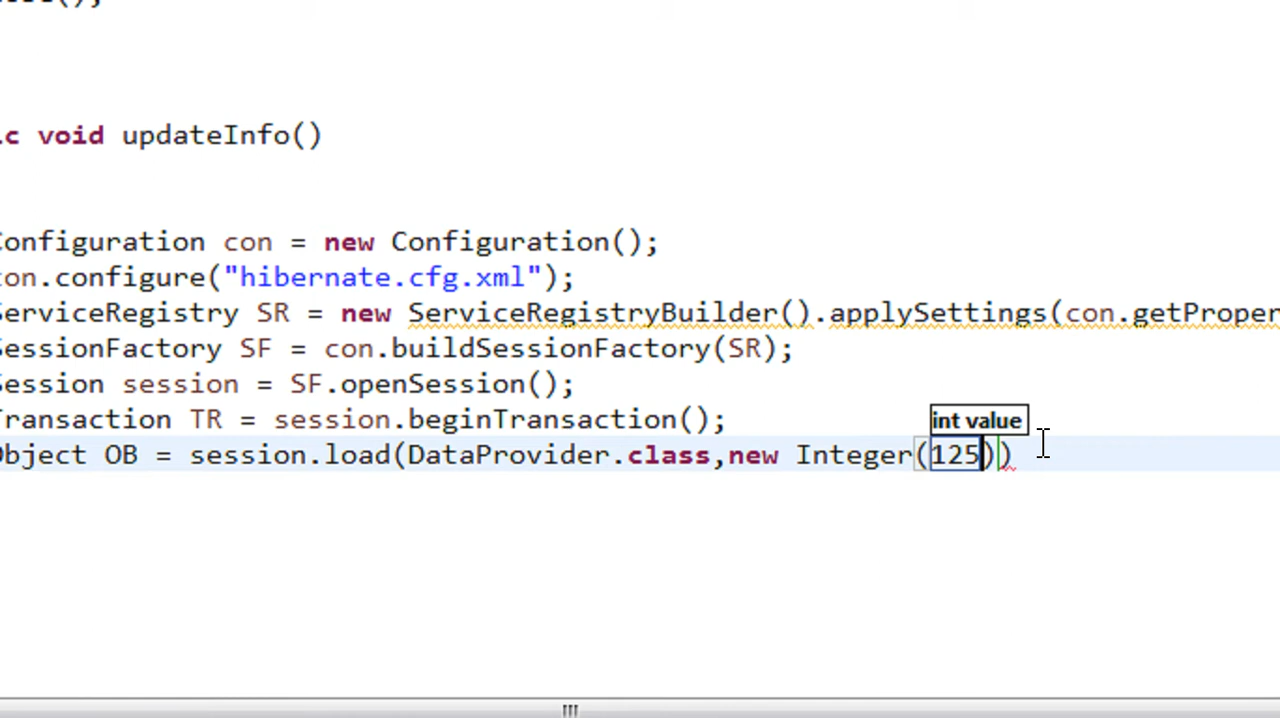 ic void updateInfo()
Configuration con = new Configuration();
con.configure("hibernate.cfg.xml");
ServiceRegistry SR = new ServiceRegistryBuilder().applySettings(con.getProper
SessionFactory SF = con.buildSessionFactory(SR);
Session session = SF.openSession();
Transaction TR = session.beginTransaction();
int value
Object OB = session.load(DataProvider.class,new Integer(125))